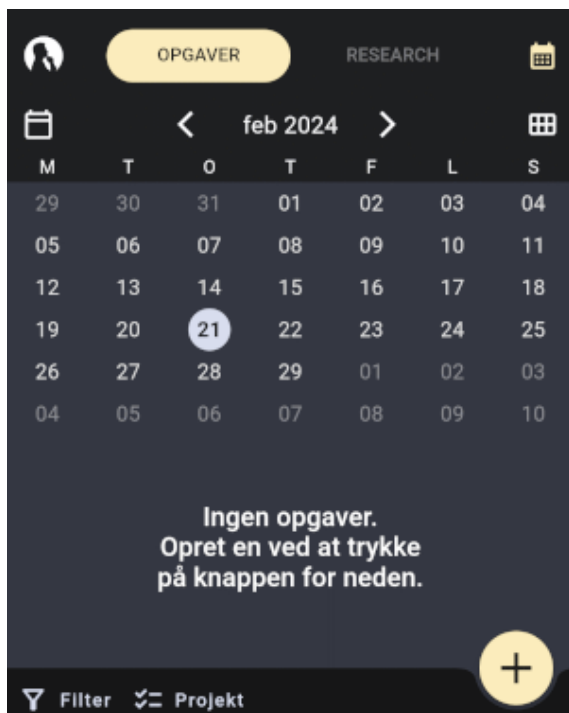 OPGAVER RESEARCH
feb 2024
M T O T F L S
29 30 31 01 02 03 04
05 06 07 08 09 10 11
12 13 14 15 16 17 18
19 20 21 22 23 24 25
26 27 28 29 01 02 03
04 05 06 07 08 09 10
Ingen opgaver.
Opret en ved at trykke
på knappen for neden.
Filter Projekt